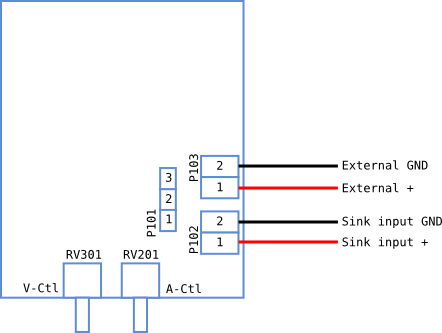 P103
2
External GND
1
External +
3
2
1
P101
P102
2
Sink input GND
1
Sink input +
RV301
RV201
V-Ctl
A-Ctl